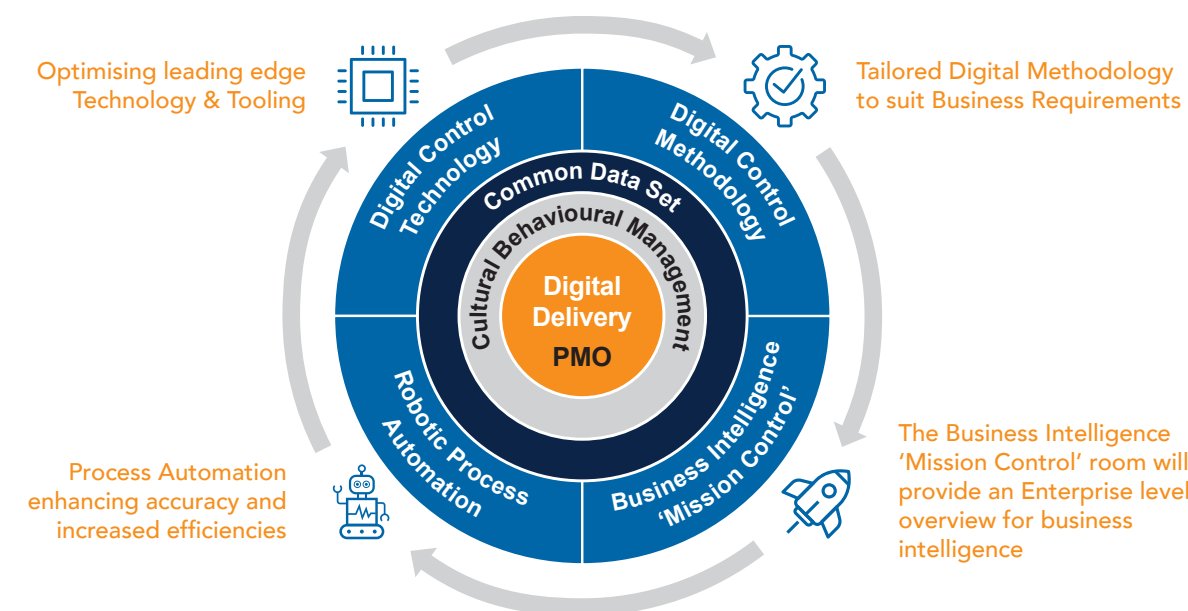 Optimising leading edge
Technology & Tooling
Tailored Digital Methodology
to suit Business Requirements
Digital Control
Technology
Digital Control
Methodology
Common Data Set
Cultural Behavioural Management
Digital
Delivery
PMO
Robotic Process
Automation
Business Intelligence
‘Mission Control’
Process Automation
enhancing accuracy and
increased efficiencies
The Business Intelligence
‘Mission Control’ room will
provide an Enterprise level
overview for business
intelligence